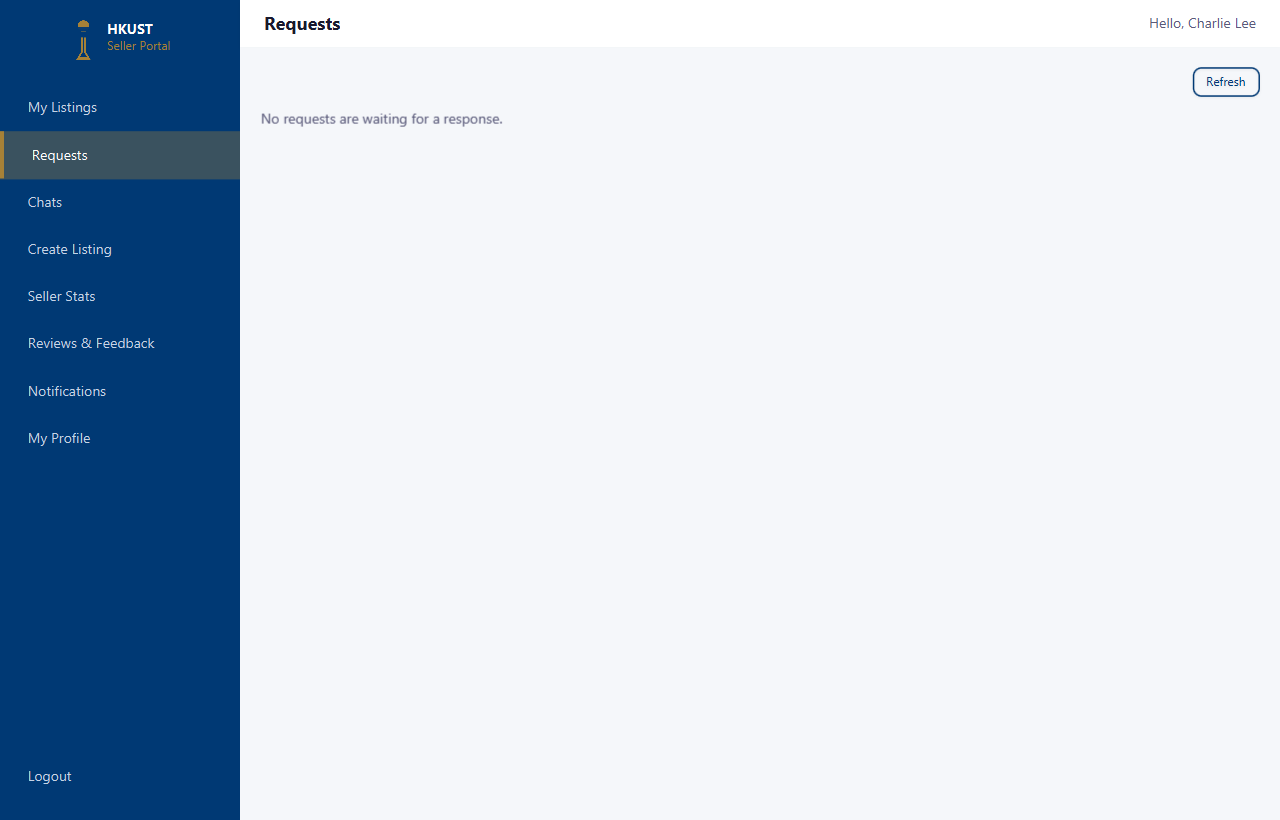 HKUST
Seller Portal
Requests
Hello, Charlie Lee
My Listings
Requests
Chats
Create Listing
Seller Stats
Reviews & Feedback
Notifications
My Profile
Logout
Refresh
No requests are waiting for a response.